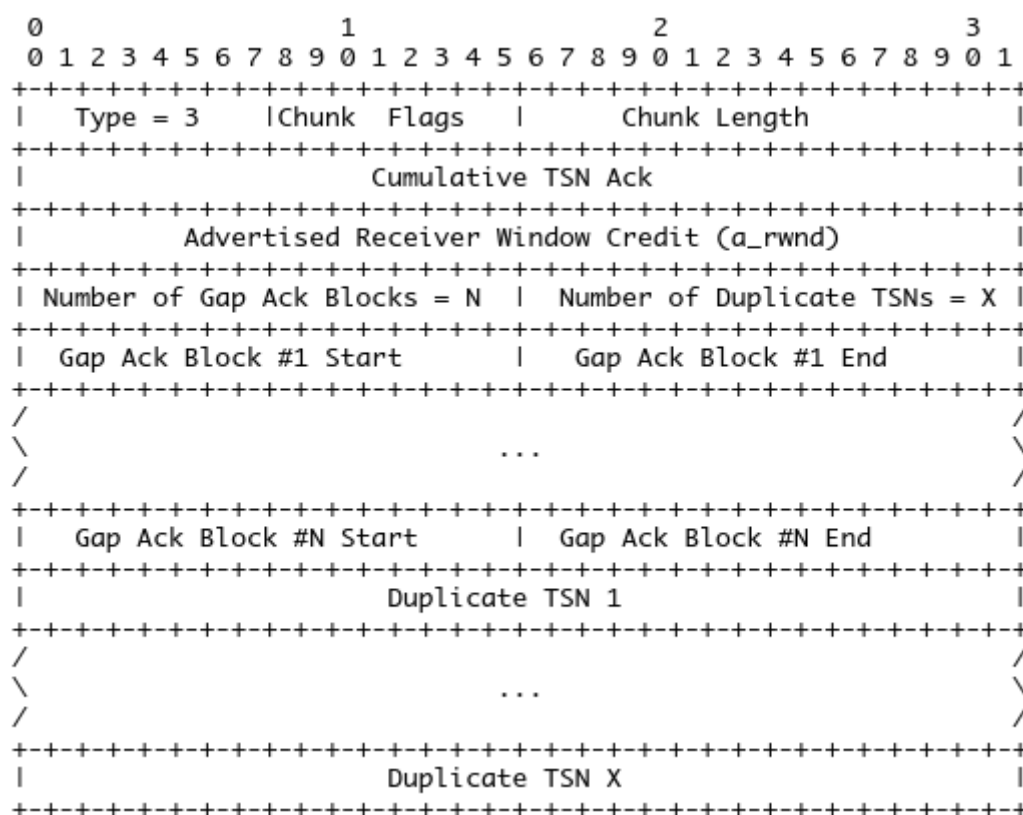 0 1 2 3
0 1 2 3 4 5 6 7 8 9 0 1 2 3 4 5 6 7 8 9 0 1 2 3 4 5 6 7 8 9 0 1
+-+-+-+-+-+-+-+-+-+-+-+-+-+-+-+-+-+-+-+-+-+-+-+-+-+-+-+-+-+-+-+-+
| Type = 3 |Chunk Flags | Chunk Length |
+-+-+-+-+-+-+-+-+-+-+-+-+-+-+-+-+-+-+-+-+-+-+-+-+-+-+-+-+-+-+-+-+
| Cumulative TSN Ack |
+-+-+-+-+-+-+-+-+-+-+-+-+-+-+-+-+-+-+-+-+-+-+-+-+-+-+-+-+-+-+-+-+
| Advertised Receiver Window Credit (a_rwnd) |
+-+-+-+-+-+-+-+-+-+-+-+-+-+-+-+-+-+-+-+-+-+-+-+-+-+-+-+-+-+-+-+-+
| Number of Gap Ack Blocks = N | Number of Duplicate TSNs = X |
+-+-+-+-+-+-+-+-+-+-+-+-+-+-+-+-+-+-+-+-+-+-+-+-+-+-+-+-+-+-+-+-+
| Gap Ack Block #1 Start | Gap Ack Block #1 End |
+-+-+-+-+-+-+-+-+-+-+-+-+-+-+-+-+-+-+-+-+-+-+-+-+-+-+-+-+-+-+-+-+
/ /
\ ... \
/ /
+-+-+-+-+-+-+-+-+-+-+-+-+-+-+-+-+-+-+-+-+-+-+-+-+-+-+-+-+-+-+-+-+
| Gap Ack Block #N Start | Gap Ack Block #N End |
+-+-+-+-+-+-+-+-+-+-+-+-+-+-+-+-+-+-+-+-+-+-+-+-+-+-+-+-+-+-+-+-+
| Duplicate TSN 1 |
+-+-+-+-+-+-+-+-+-+-+-+-+-+-+-+-+-+-+-+-+-+-+-+-+-+-+-+-+-+-+-+-+
/ /
\ ... \
/ /
+-+-+-+-+-+-+-+-+-+-+-+-+-+-+-+-+-+-+-+-+-+-+-+-+-+-+-+-+-+-+-+-+
| Duplicate TSN X |
+-+-+-+-+-+-+-+-+-+-+-+-+-+-+-+-+-+-+-+-+-+-+-+-+-+-+-+-+-+-+-+-+